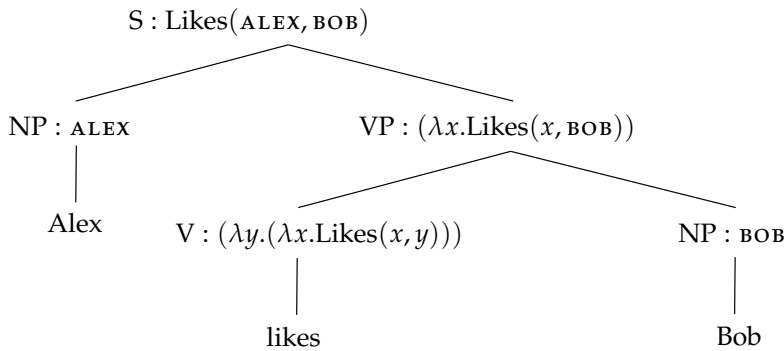 S : Likes(ALEX, BOB)
NP : ALEX
VP : (λx.Likes(x, BOB))
Alex
V : (λy.(λx.Likes(x, y)))
NP : BOB
likes
Bob